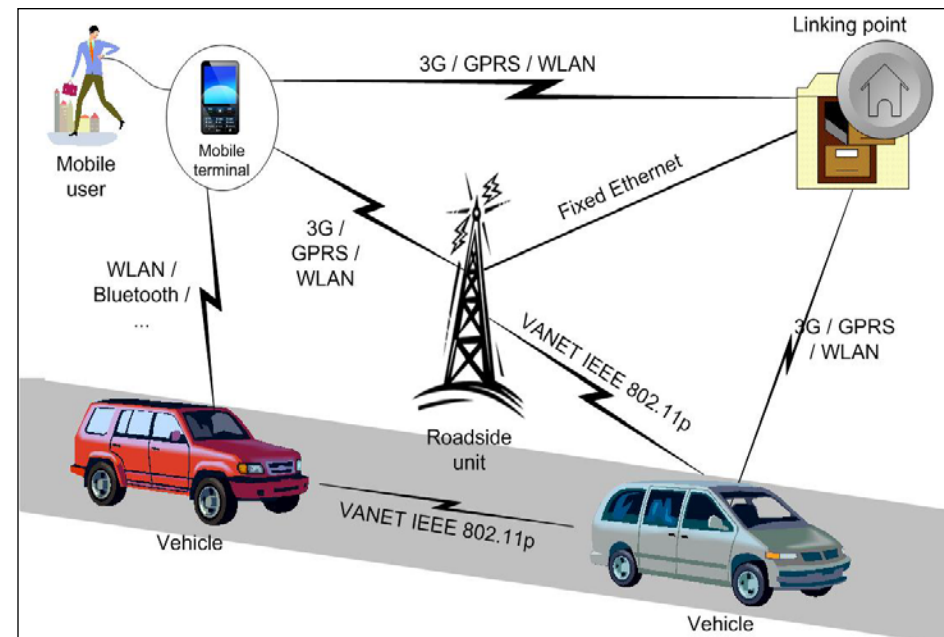 Linking point
3G / GPRS / WLAN
Mobile
user
Mobile
terminal
Fixed Ethernet
3G /
GPRS /
WLAN
WLAN /
Bluetooth /
...
VANET IEEE 802.11p
3G / GPRS
/ WLAN
Roadside
unit
VANET IEEE 802.11p
Vehicle
Vehicle